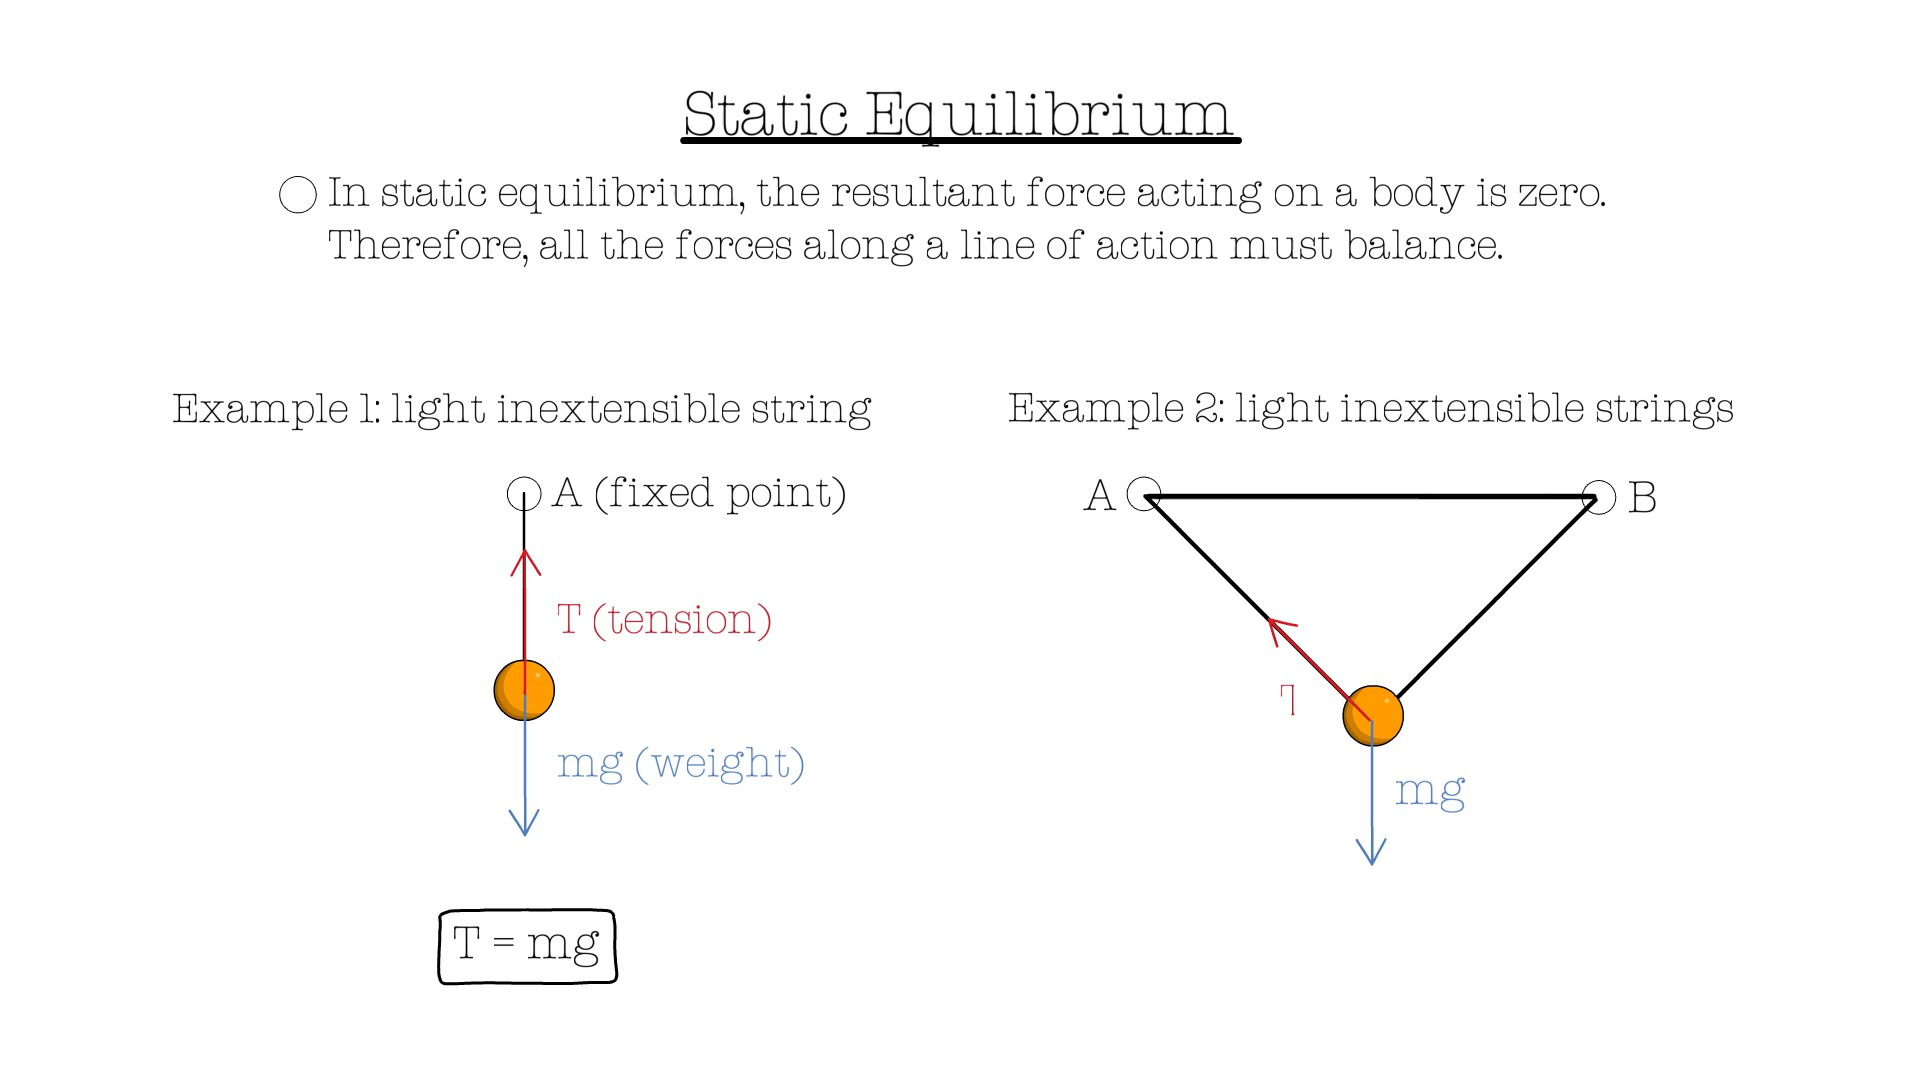 Static Equilibrium
In static equilibrium, the resultant force acting on a body is zero.
Therefore, all the forces along a line of action must balance.
Example 1: light inextensible string
Example 2: light inextensible strings
A (fixed point)
T (tension)
mg (weight)
T = mg
A
B
mg